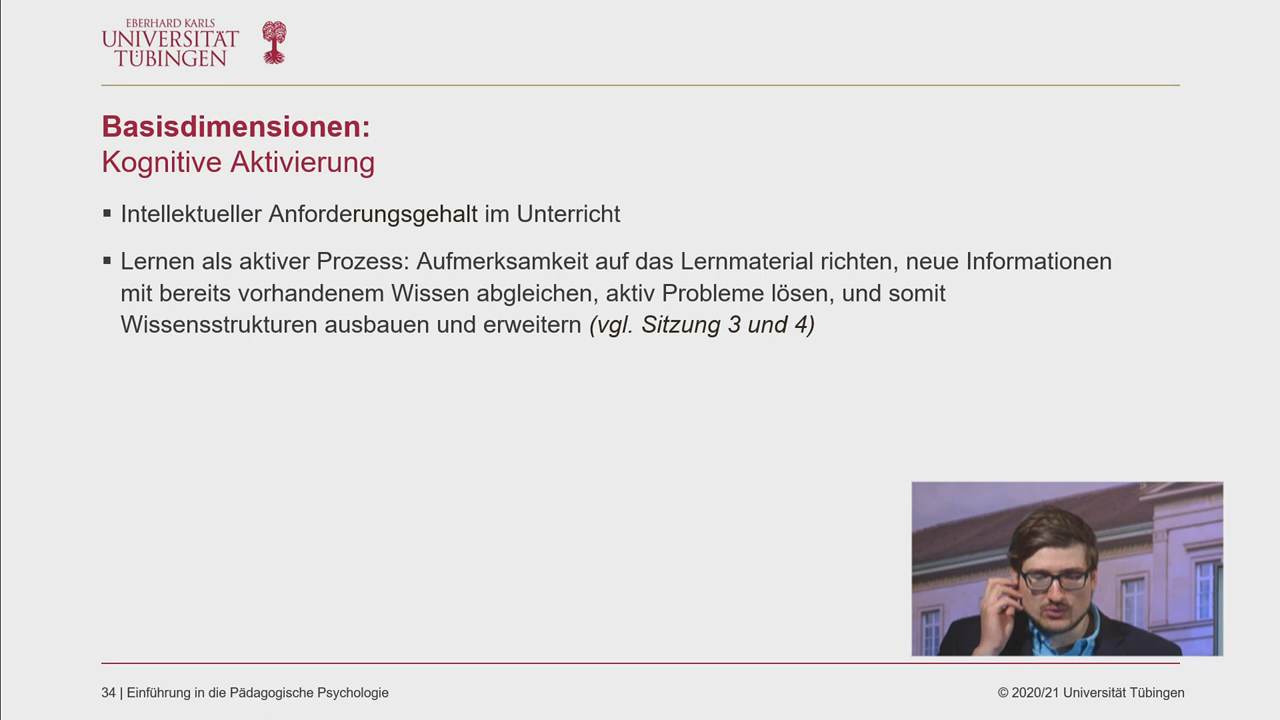 EBERHARD KARLS
UNIVERSITÄT
TÜBINGEN
Basisdimensionen:
Kognitive Aktivierung
▪ Intellektueller Anforderungsgehalt im Unterricht
▪ Lernen als aktiver Prozess: Aufmerksamkeit auf das Lernmaterial richten, neue Informationen
mit bereits vorhandenem Wissen abgleichen, aktiv Probleme lösen, und somit
Wissensstrukturen ausbauen und erweitern (vgl. Sitzung 3 und 4)
34 | Einführung in die Pädagogische Psychologie
© 2020/21 Universität Tübingen